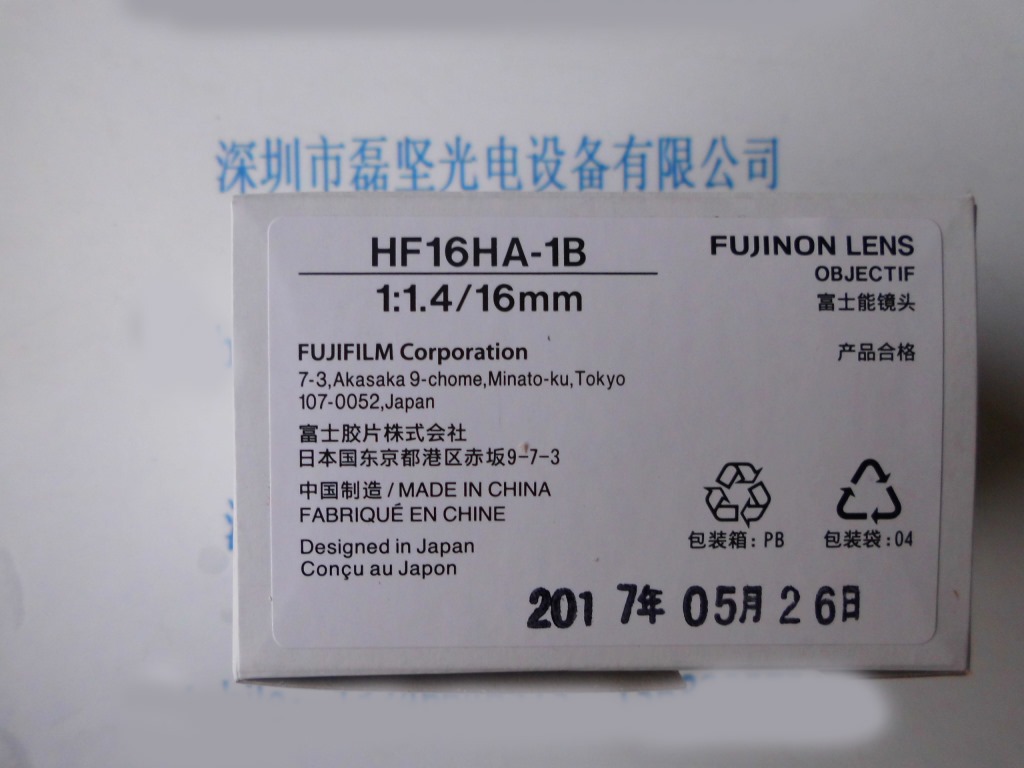 深圳市磊坚光电设备有限公司
HF16HA-1B
1:1.4/16mm
FUJINON LENS
OBJECTIF
富士能镜头
产品合格
FUJIFILM Corporation
7-3,Akasaka 9-chome,Minato-ku,Tokyo
107-0052,Japan
富士胶片株式会社
日本国东京都港区赤坂9-7-3
中国制造 / MADE IN CHINA
FABRIQUÉ EN CHINE
Designed in Japan
Conçu au Japon
包装箱: PB
包装袋: 04
2017年 05月 26日